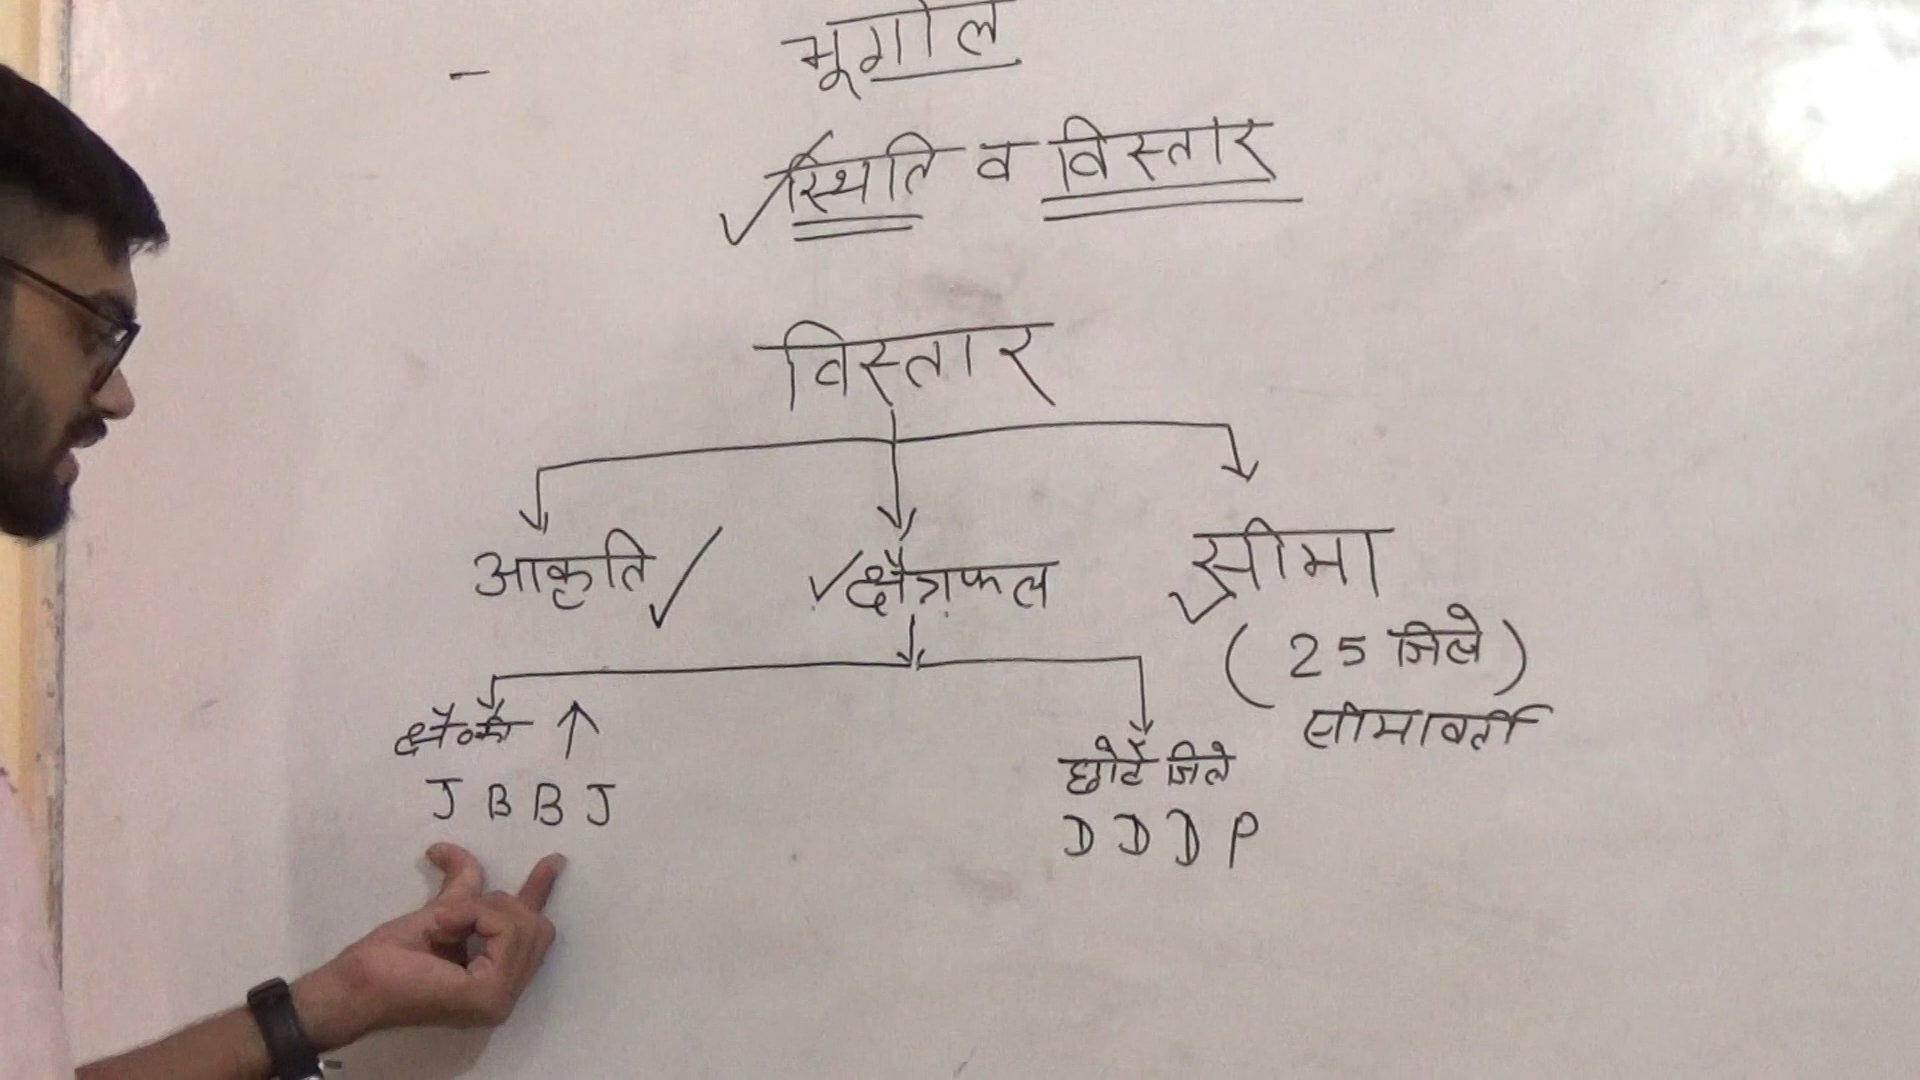 भूगोल
स्थिति व विस्तार
विस्तार
आकृति क्षैत्रफल सीमा
( 25 जिले )
सीमावर्ती
↑
छोटे जिले
J B B J
D D D P